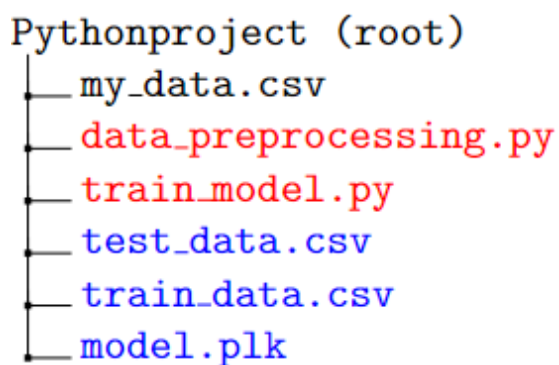 Pythonproject (root)
my_data.csv
data_preprocessing.py
train_model.py
test_data.csv
train_data.csv
model.plk